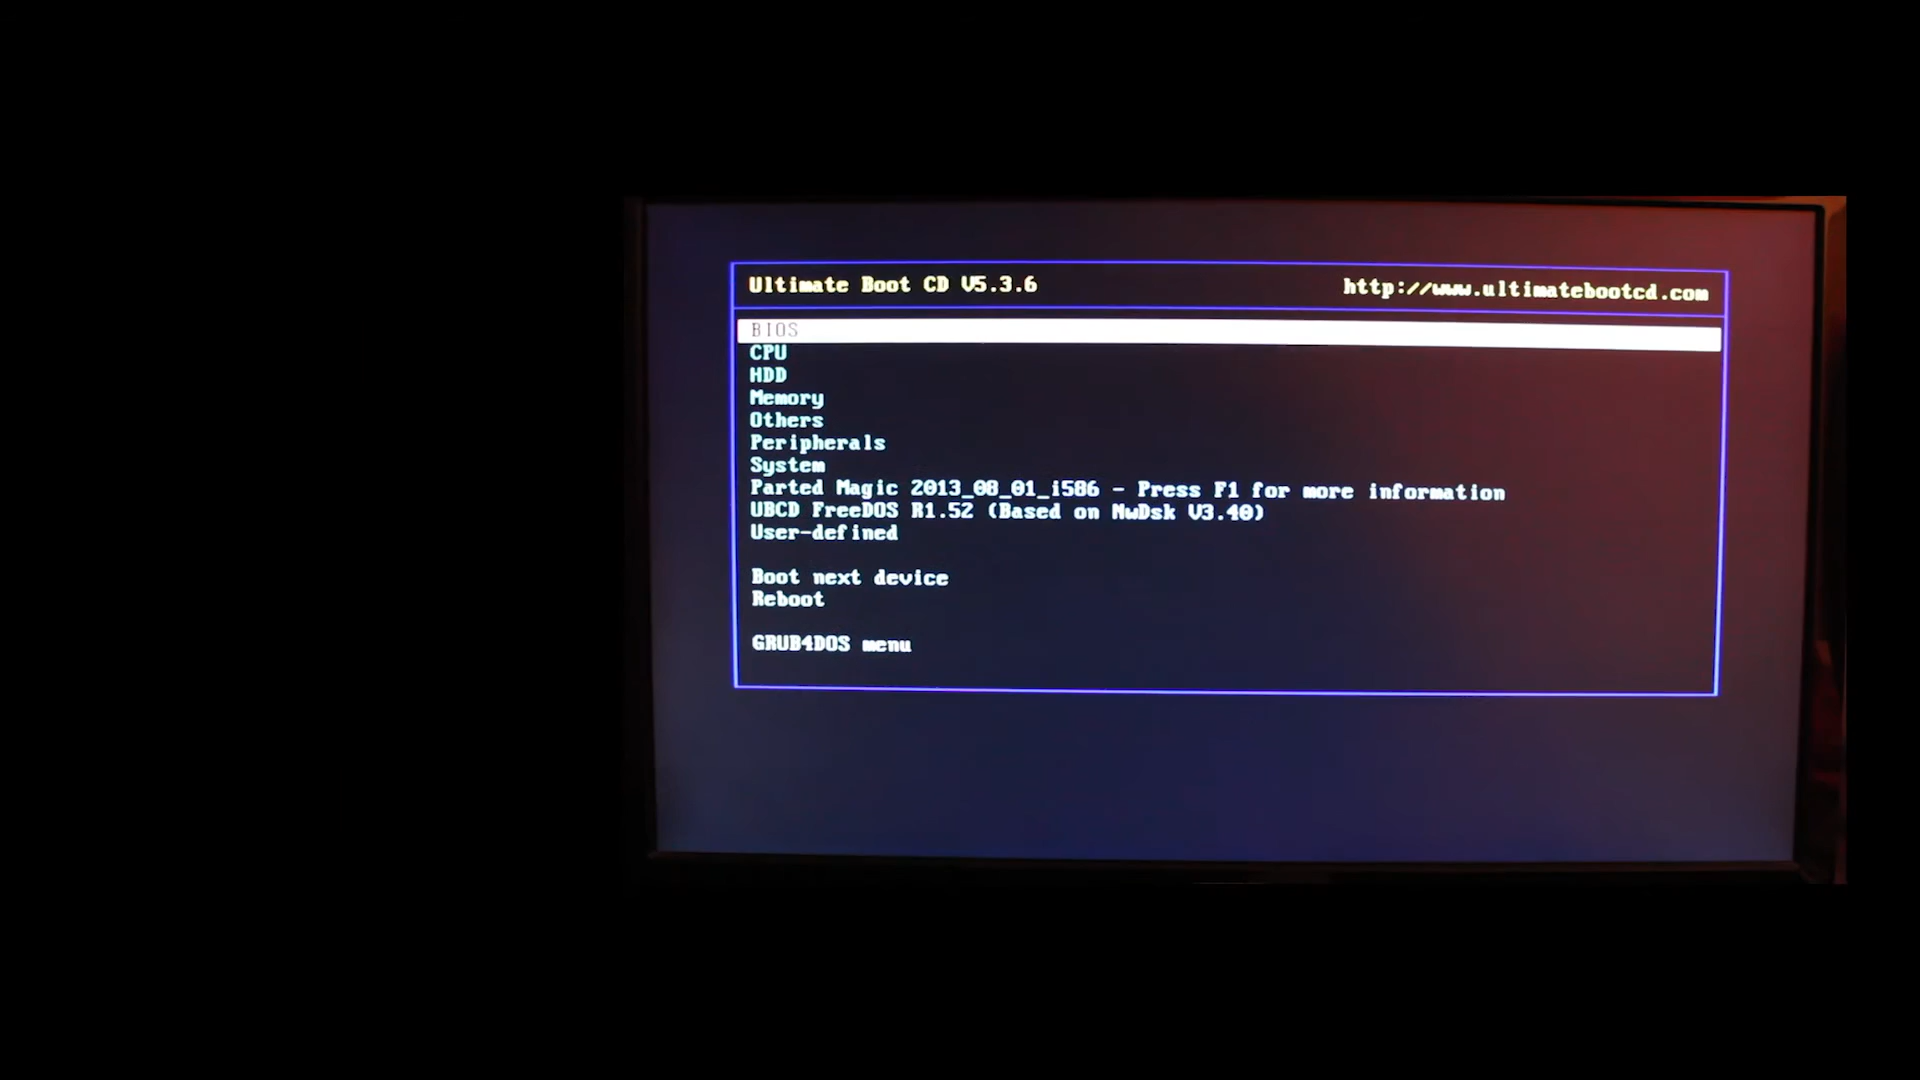 Ultimate Boot CD V5.3.6 http://www.ultimatebootcd.com
BIOS
CPU
HDD
Memory
Others
Peripherals
System
Parted Magic 2013_08_01_i586 - Press F1 for more information
UBCD FreeDOS R1.52 (Based on NwDsk V3.40)
User-defined
Boot next device
Reboot
GRUB4DOS menu